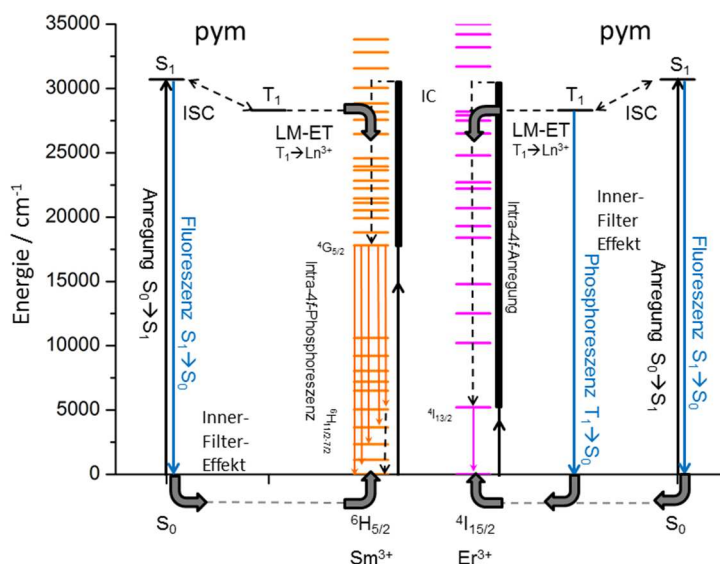 35000
30000
25000
20000
15000
10000
5000
0
Energie / cm⁻¹
pym
S₁
T₁
ISC
LM-ET
T₁→Ln³⁺
Anregung S₀→S₁
Fluoreszenz S₁→S₀
Inner-
Filter-
Effekt
S₀
⁴G₅/₂
Intra-4f-Phosphoreszenz
⁶H₁₁/₂₋₇/₂
⁶H₅/₂
Sm³⁺
IC
Intra-4f-Anregung
⁴I₁₃/₂
⁴I₁₅/₂
Er³⁺
pym
S₁
T₁
ISC
LM-ET
T₁→Ln³⁺
Inner-
Filter
Effekt
Phosphoreszenz T₁→S₀
Anregung S₀→S₁
Fluoreszenz S₁→S₀
S₀